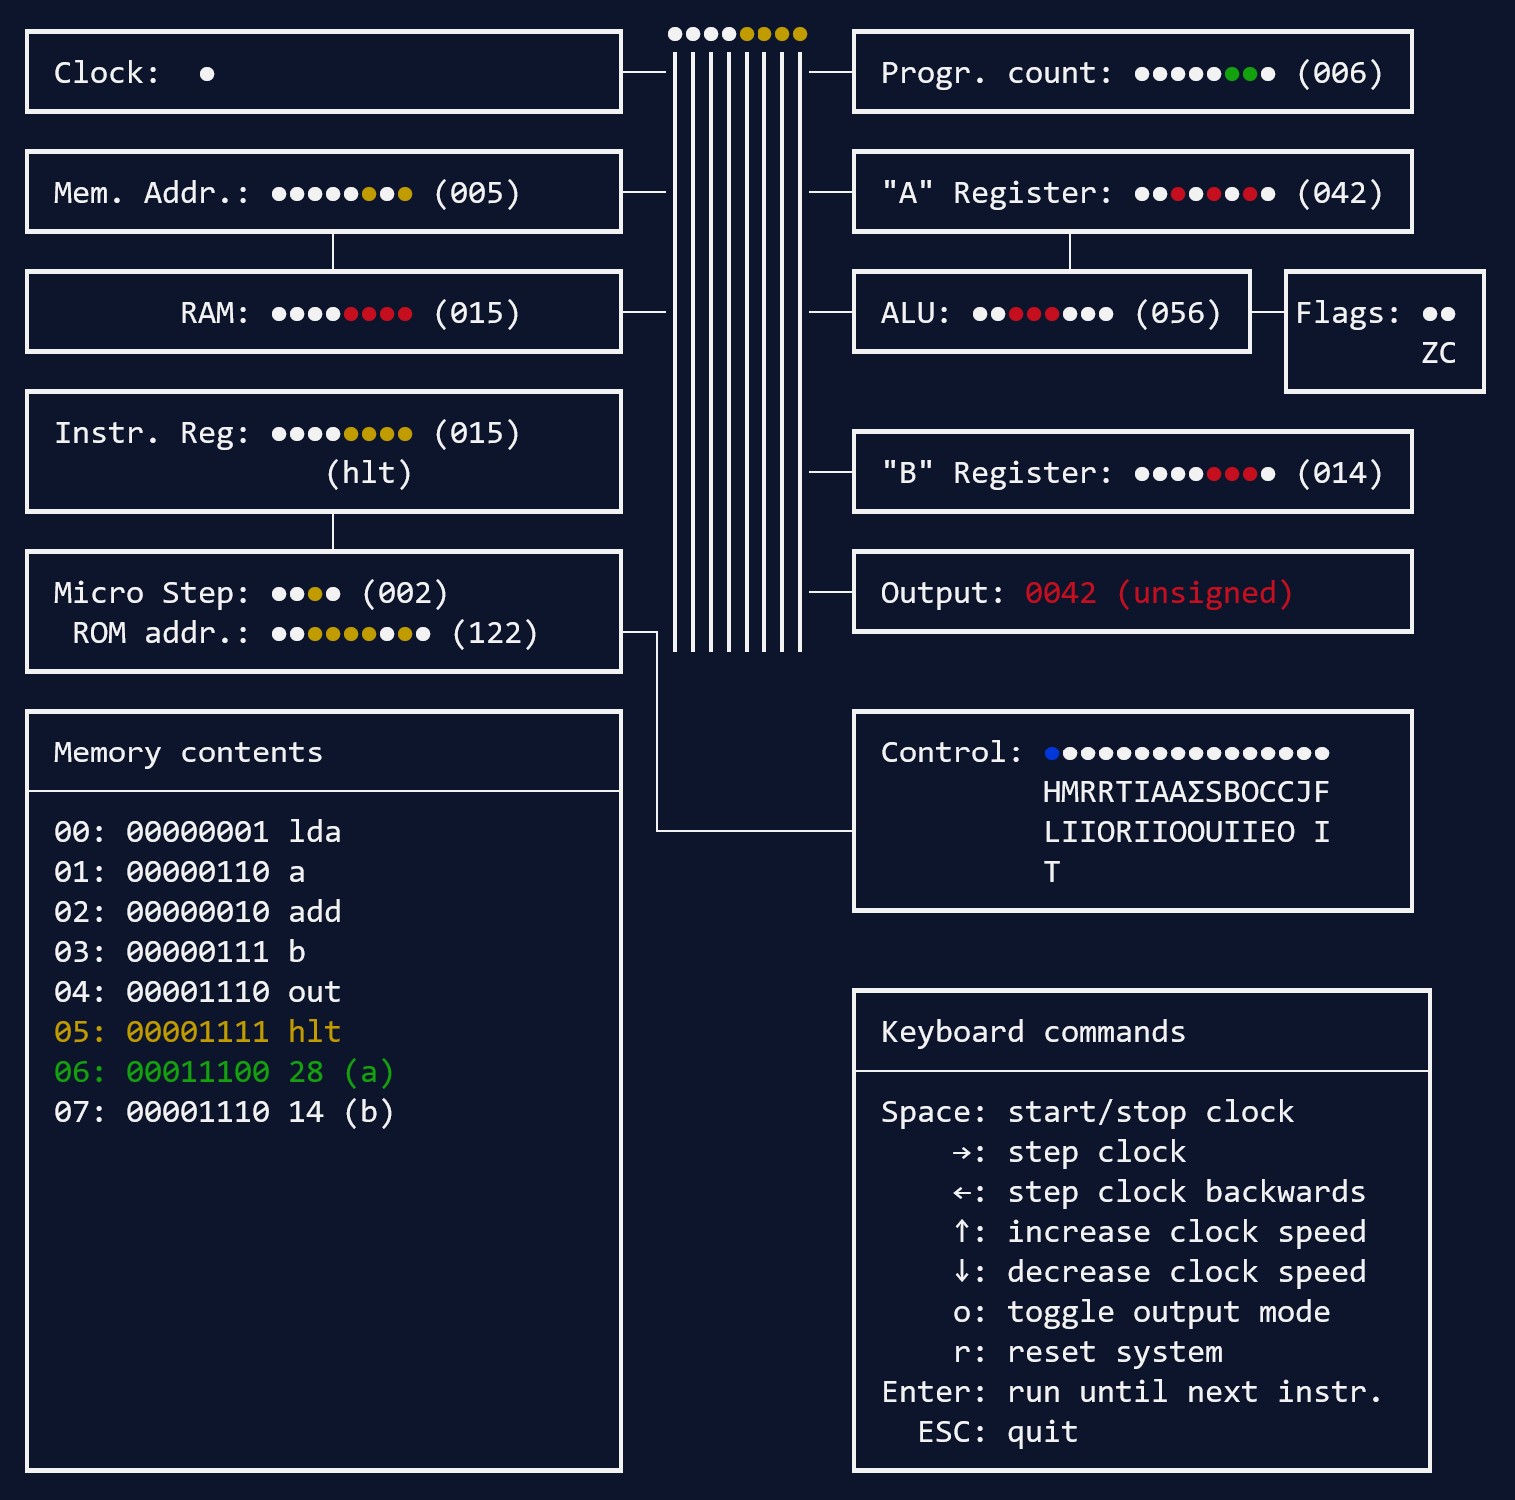 Clock:
Progr. count: (006)
Mem. Addr.: (005)
"A" Register: (042)
RAM: (015)
ALU: (056)
Flags:
ZC
Instr. Reg: (015)
(hlt)
"B" Register: (014)
Micro Step: (002)
ROM addr.: (122)
Output: 0042 (unsigned)
Memory contents
00: 00000001 lda
01: 00000110 a
02: 00000010 add
03: 00000111 b
04: 00001110 out
05: 00001111 hlt
06: 00011100 28 (a)
07: 00001110 14 (b)
Control:
HMRRTIAAΣSBOCCJF
LIIORIIOOUIIEO I
T
Keyboard commands
Space: start/stop clock
→: step clock
←: step clock backwards
↑: increase clock speed
↓: decrease clock speed
o: toggle output mode
r: reset system
Enter: run until next instr.
ESC: quit